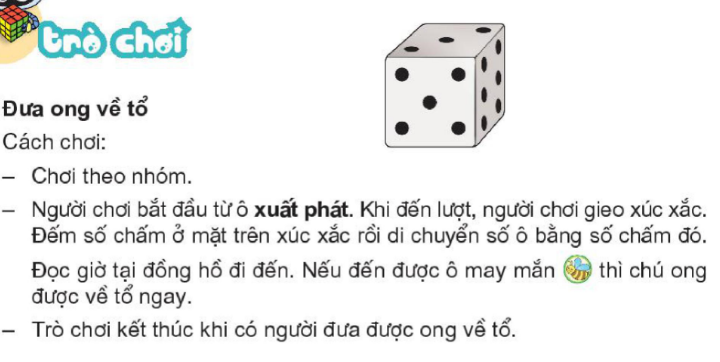 trò chơi
Đưa ong về tổ
Cách chơi:
– Chơi theo nhóm.
– Người chơi bắt đầu từ ô xuất phát. Khi đến lượt, người chơi gieo xúc xắc.
Đếm số chấm ở mặt trên xúc xắc rồi di chuyển số ô bằng số chấm đó.
Đọc giờ tại đồng hồ đi đến. Nếu đến được ô may mắn thì chú ong
được về tổ ngay.
– Trò chơi kết thúc khi có người đưa được ong về tổ.